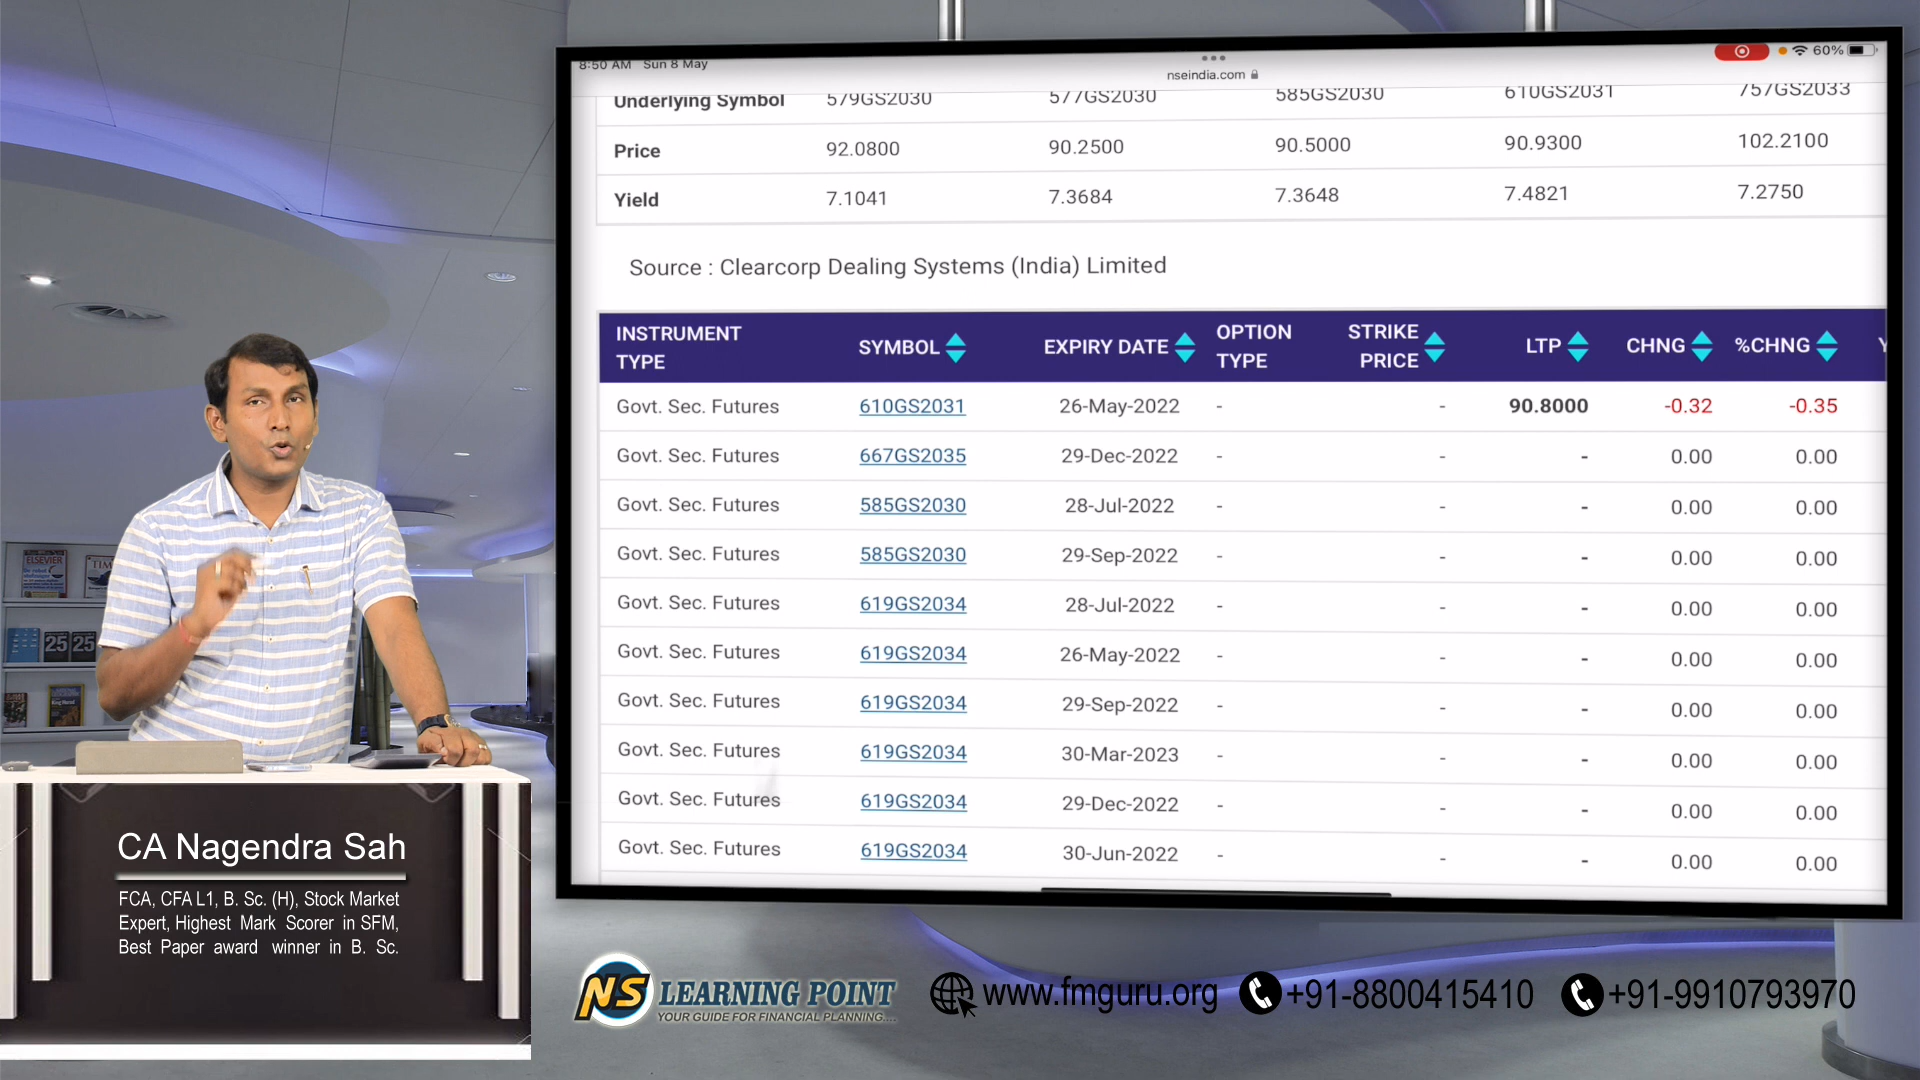 8:50 AM Sun 8 May
nseindia.com
60%
Underlying Symbol 579GS2030 577GS2030 585GS2030 610GS2031 757GS2033
Price 92.0800 90.2500 90.5000 90.9300 102.2100
Yield 7.1041 7.3684 7.3648 7.4821 7.2750
Source : Clearcorp Dealing Systems (India) Limited
INSTRUMENT TYPE SYMBOL EXPIRY DATE OPTION TYPE STRIKE PRICE LTP CHNG %CHNG
Govt. Sec. Futures 610GS2031 26-May-2022 - - 90.8000 -0.32 -0.35
Govt. Sec. Futures 667GS2035 29-Dec-2022 - - - 0.00 0.00
Govt. Sec. Futures 585GS2030 28-Jul-2022 - - - 0.00 0.00
Govt. Sec. Futures 585GS2030 29-Sep-2022 - - - 0.00 0.00
Govt. Sec. Futures 619GS2034 28-Jul-2022 - - - 0.00 0.00
Govt. Sec. Futures 619GS2034 26-May-2022 - - - 0.00 0.00
Govt. Sec. Futures 619GS2034 29-Sep-2022 - - - 0.00 0.00
Govt. Sec. Futures 619GS2034 30-Mar-2023 - - - 0.00 0.00
Govt. Sec. Futures 619GS2034 29-Dec-2022 - - - 0.00 0.00
Govt. Sec. Futures 619GS2034 30-Jun-2022 - - - 0.00 0.00
ELSEVIER
25 25
CA Nagendra Sah
FCA, CFA L1, B. Sc. (H), Stock Market
Expert, Highest Mark Scorer in SFM,
Best Paper award winner in B. Sc.
NS LEARNING POINT
YOUR GUIDE FOR FINANCIAL PLANNING....
www.fmguru.org
+91-8800415410
+91-9910793970